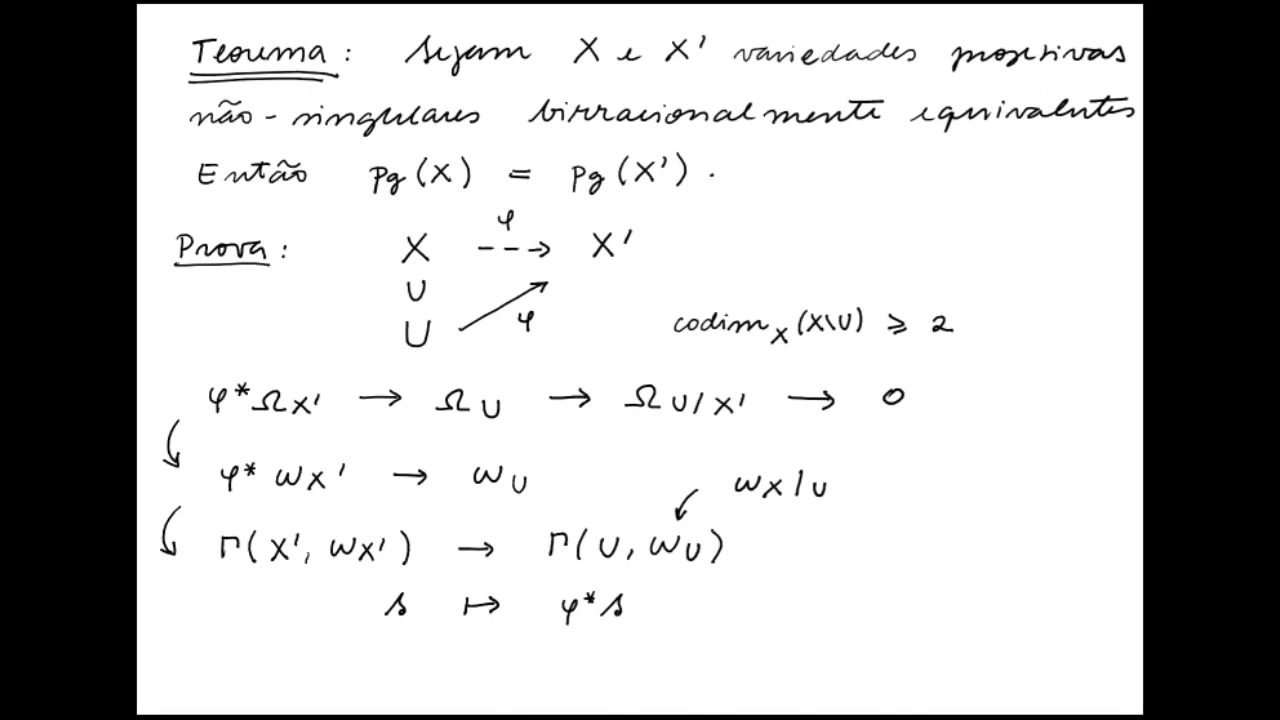 Teorema: Sejam X e X' variedades projetivas
não-singulares birracionalmente equivalentes
Então pg(X) = pg(X').
Prova: X --φ--> X'
∪
U φ codim_X(X\U) ⩾ 2
φ*Ω_X' → Ω_U → Ω_U/X' → 0
φ*ω_X' → ω_U
ω_X|U
Γ(X', ω_X') → Γ(U, ω_U)
s ↦ φ*s